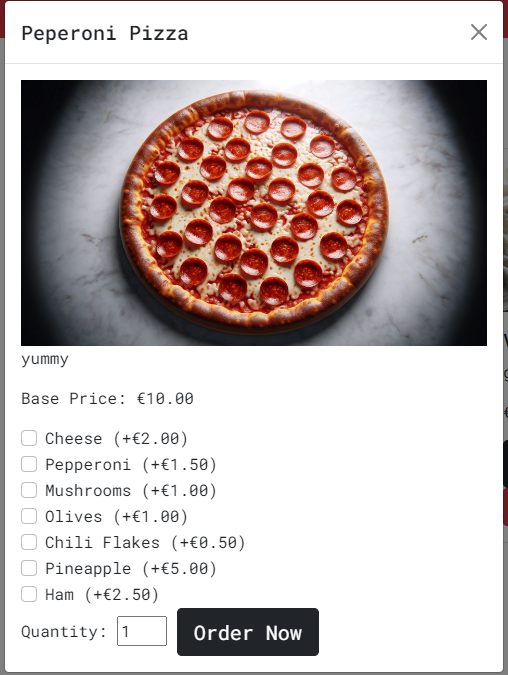 Peperoni Pizza
yummy
Base Price: €10.00
Cheese (+€2.00)
Pepperoni (+€1.50)
Mushrooms (+€1.00)
Olives (+€1.00)
Chili Flakes (+€0.50)
Pineapple (+€5.00)
Ham (+€2.50)
Quantity: 1 Order Now